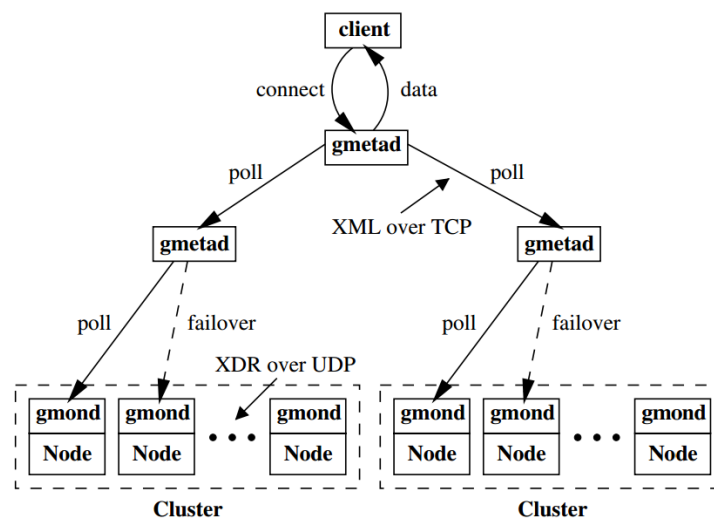 client
connect
data
gmetad
poll
poll
XML over TCP
gmetad
gmetad
poll
failover
poll
failover
XDR over UDP
gmond
gmond
gmond
gmond
gmond
gmond
Node
Node
Node
Node
Node
Node
Cluster
Cluster